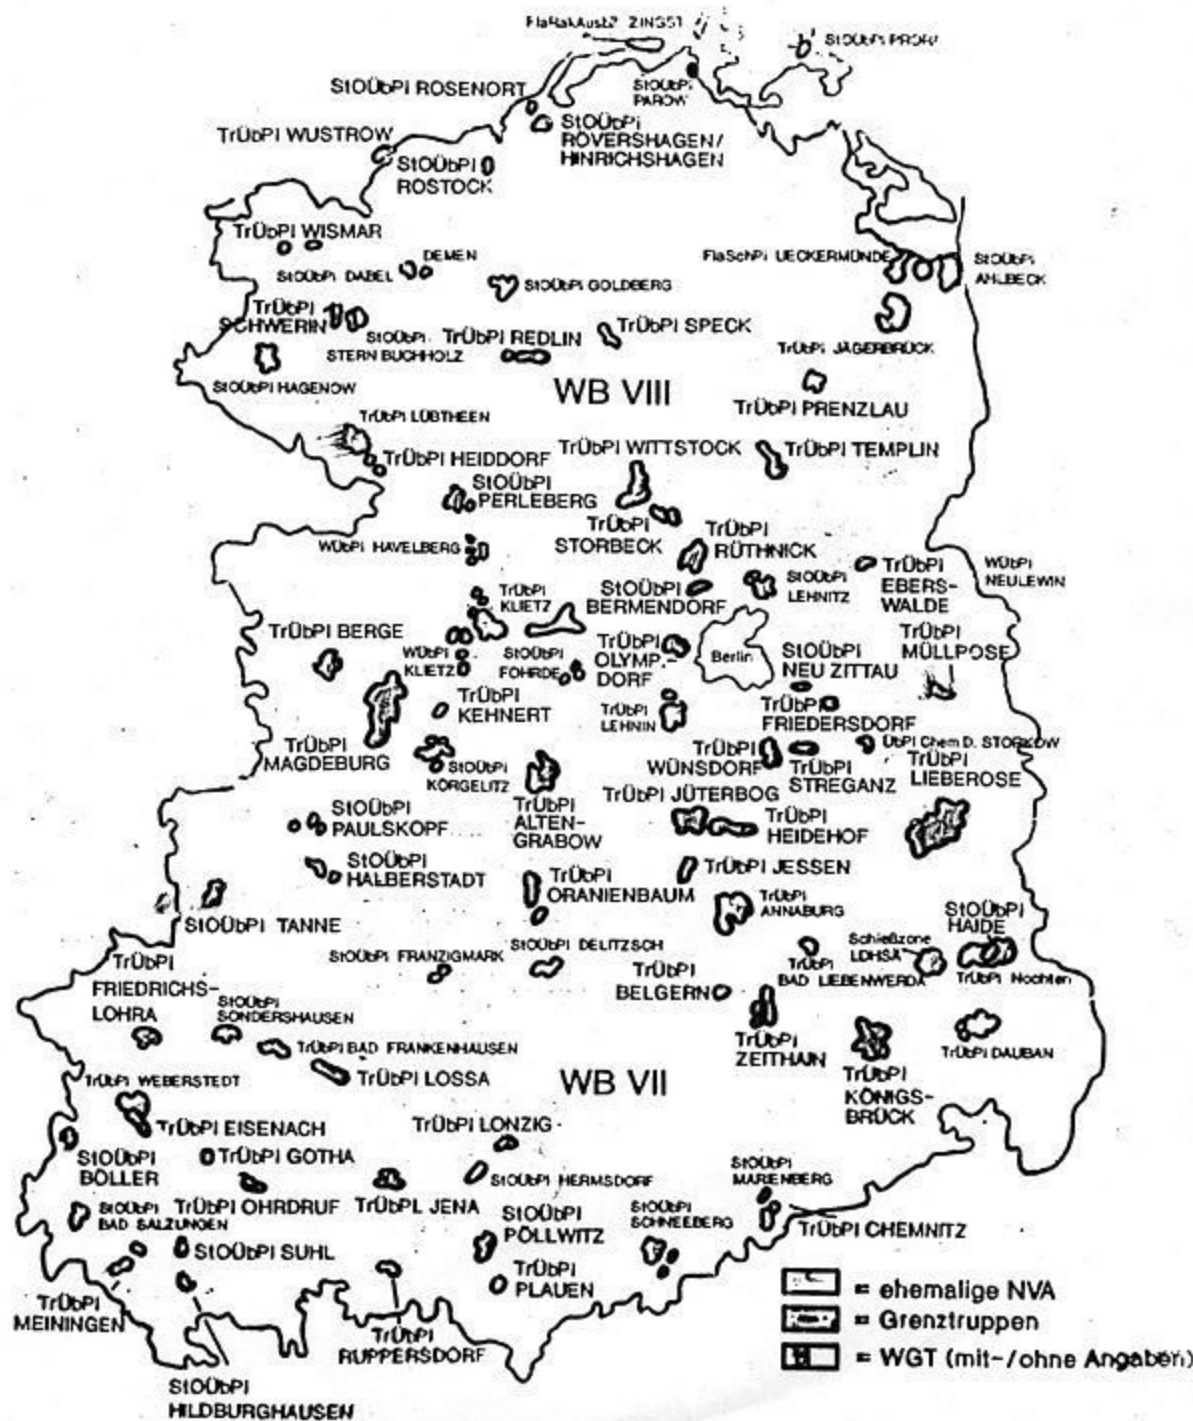 FlaRakAusbZ ZINGST
StOÜbPl PRORA
StOÜbPl
PAROW
StOÜbPl ROSENORT
StOÜbPl
RÖVERSHAGEN/
HINRICHSHAGEN
TrÜbPl WUSTROW
StOÜbPl
ROSTOCK
TrÜbPl WISMAR
DEMEN
StOÜbPl DABEL
StOÜbPl GOLDBERG
FlaSchPl UECKERMÜNDE
StOÜbPl
AHLBECK
TrÜbPl
SCHWERIN
StOÜbPl
STERN BUCHHOLZ
TrÜbPl REDLIN
TrÜbPl SPECK
TrÜbPl JÄGERBRÜCK
StOÜbPl HAGENOW
WB VIII
TrÜbPl PRENZLAU
TrÜbPl LÜBTHEEN
TrÜbPl HEIDDORF
TrÜbPl WITTSTOCK
TrÜbPl TEMPLIN
StOÜbPl
PERLEBERG
TrÜbPl
STORBECK
TrÜbPl
RÜTHNICK
WÜbPl HAVELBERG
StOÜbPl
BERMENDORF
StOÜbPl
LEHNITZ
TrÜbPl
EBERS-
WALDE
WÜbPl
NEULEWIN
TrÜbPl
KLIETZ
TrÜbPl BERGE
WÜbPl
KLIETZ
StOÜbPl
FOHRDE
TrÜbPl
OLYMP.-
DORF
Berlin
StOÜbPl
NEU ZITTAU
TrÜbPl
MÜLLPOSE
TrÜbPl
KEHNERT
TrÜbPl
LEHNIN
TrÜbPl
FRIEDERSDORF
TrÜbPl
MAGDEBURG
StOÜbPl
KÖRGELITZ
TrÜbPl
WÜNSDORF
TrÜbPl
STREGANZ
ÜbPl Chem D. STORKOW
TrÜbPl
LIEBEROSE
TrÜbPl
ALTEN-
GRABOW
TrÜbPl JÜTERBOG
TrÜbPl
HEIDEHOF
StOÜbPl
PAULSKOPF
StOÜbPl
HALBERSTADT
TrÜbPl
ORANIENBAUM
TrÜbPl JESSEN
TrÜbPl
ANNABURG
StOÜbPl TANNE
StOÜbPl
HAIDE
StOÜbPl FRANZIGMARK
StOÜbPl DELITZSCH
Schießzone
LOHSA
TrÜbPl
BAD LIEBENWERDA
TrÜbPl Nochten
TrÜbPl
BELGERN
TrÜbPl
FRIEDRICHS-
LOHRA
StOÜbPl
SONDERSHAUSEN
TrÜbPl BAD FRANKENHAUSEN
TrÜbPl
ZEITHAIN
TrÜbPl DAUBAN
TrÜbPl LOSSA
WB VII
TrÜbPl
KÖNIGS-
BRÜCK
TrÜbPl WEBERSTEDT
TrÜbPl EISENACH
TrÜbPl LONZIG
StOÜbPl
BÖLLER
TrÜbPl GOTHA
StOÜbPl HERMSDORF
StOÜbPl
MARIENBERG
StOÜbPl
BAD SALZUNGEN
TrÜbPl OHRDRUF
TrÜbPL JENA
StOÜbPl
PÖLLWITZ
StOÜbPl
SCHNEEBERG
TrÜbPl CHEMNITZ
StOÜbPl SUHL
TrÜbPl
PLAUEN
TrÜbPl
MEININGEN
TrÜbPl
RUPPERSDORF
StOÜbPl
HILDBURGHAUSEN
= ehemalige NVA
= Grenztruppen
= WGT (mit-/ohne Angaben)